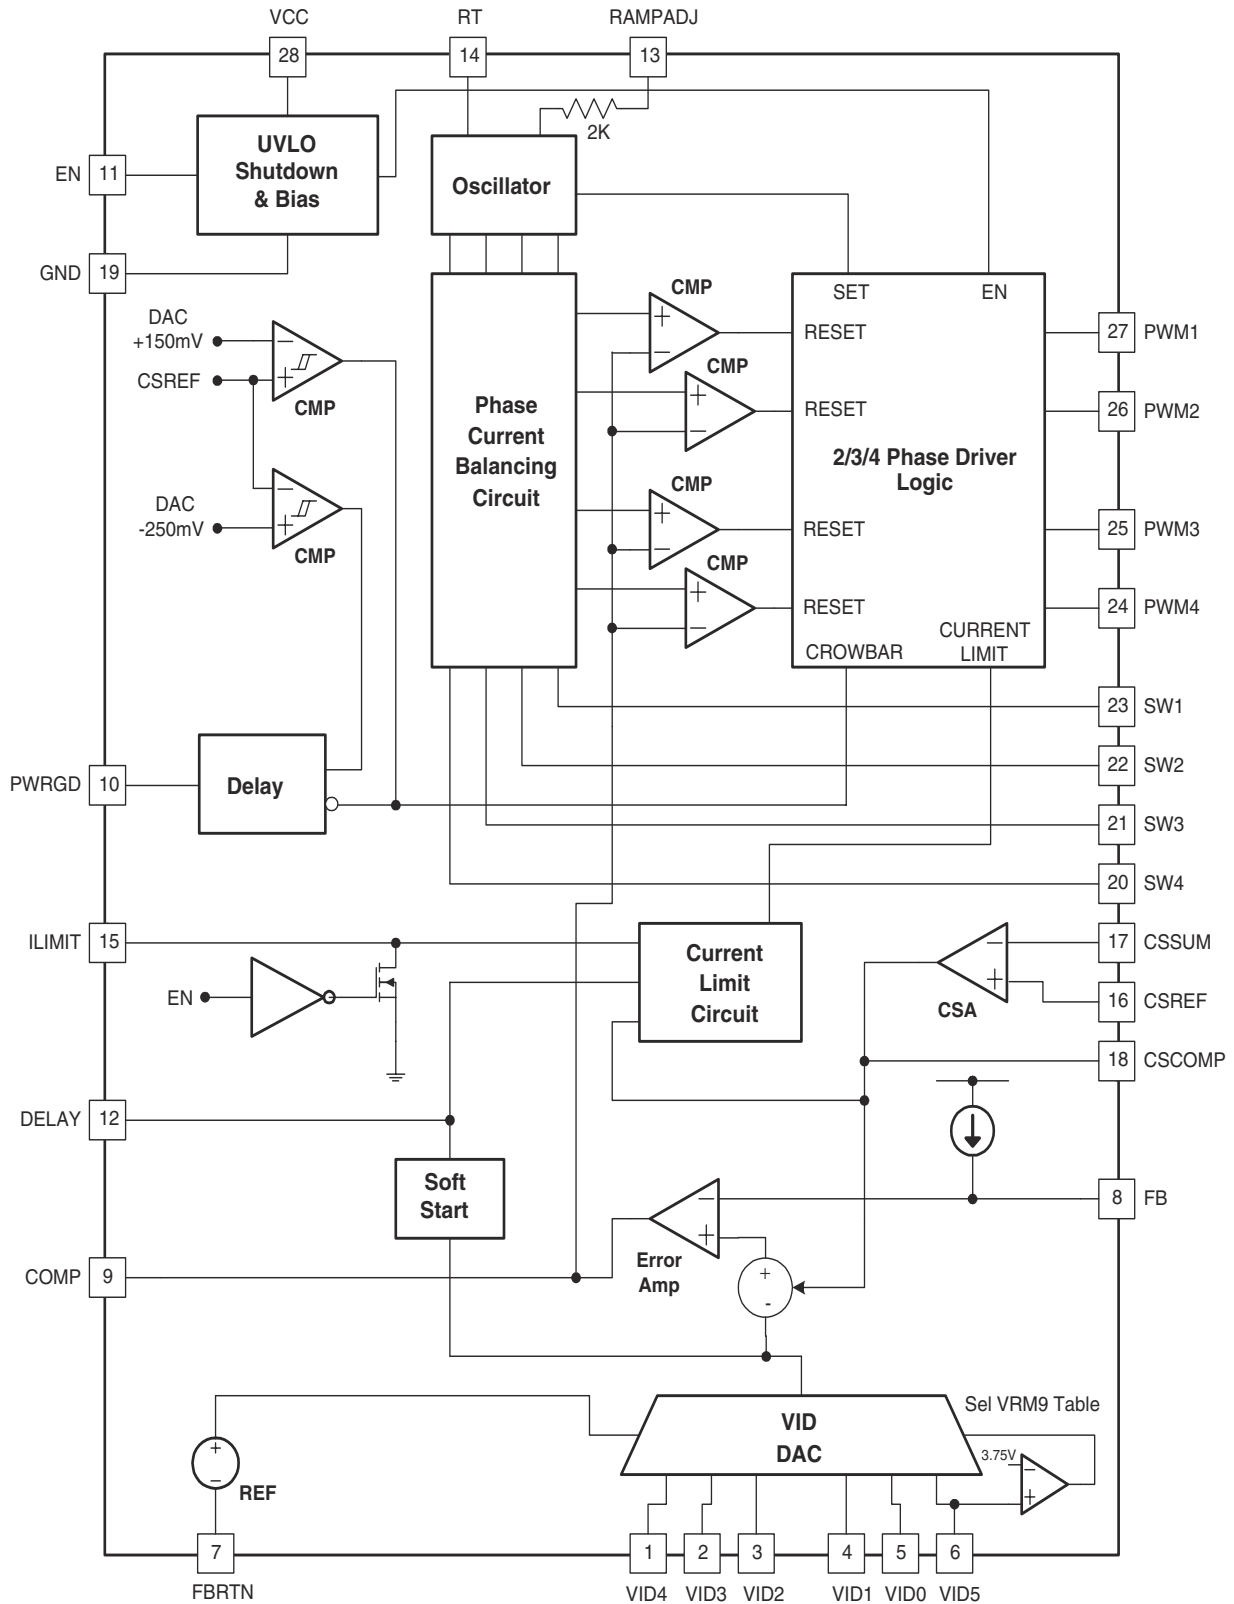 VCC
RT
RAMPADJ
28
14
13
2K
UVLO
Shutdown
& Bias
EN
11
Oscillator
GND
19
SET
EN
CMP
DAC
+150mV
−
+
CSREF
CMP
+
−
RESET
27
PWM1
CMP
+
−
RESET
26
PWM2
Phase
Current
Balancing
Circuit
2/3/4 Phase Driver
Logic
DAC
-250mV
−
+
CMP
CMP
+
−
RESET
25
PWM3
CMP
+
−
RESET
24
PWM4
CURRENT
LIMIT
CROWBAR
23
SW1
22
SW2
PWRGD
10
Delay
21
SW3
20
SW4
ILIMIT
15
Current
Limit
Circuit
−
+
CSA
17
CSSUM
16
CSREF
EN
18
CSCOMP
DELAY
12
Soft
Start
−
+
8
FB
Error
Amp
COMP
9
+
-
Sel VRM9 Table
VID
DAC
3.75V
−
+
+
−
REF
7
FBRTN
1
2
3
4
5
6
VID4
VID3
VID2
VID1
VID0
VID5